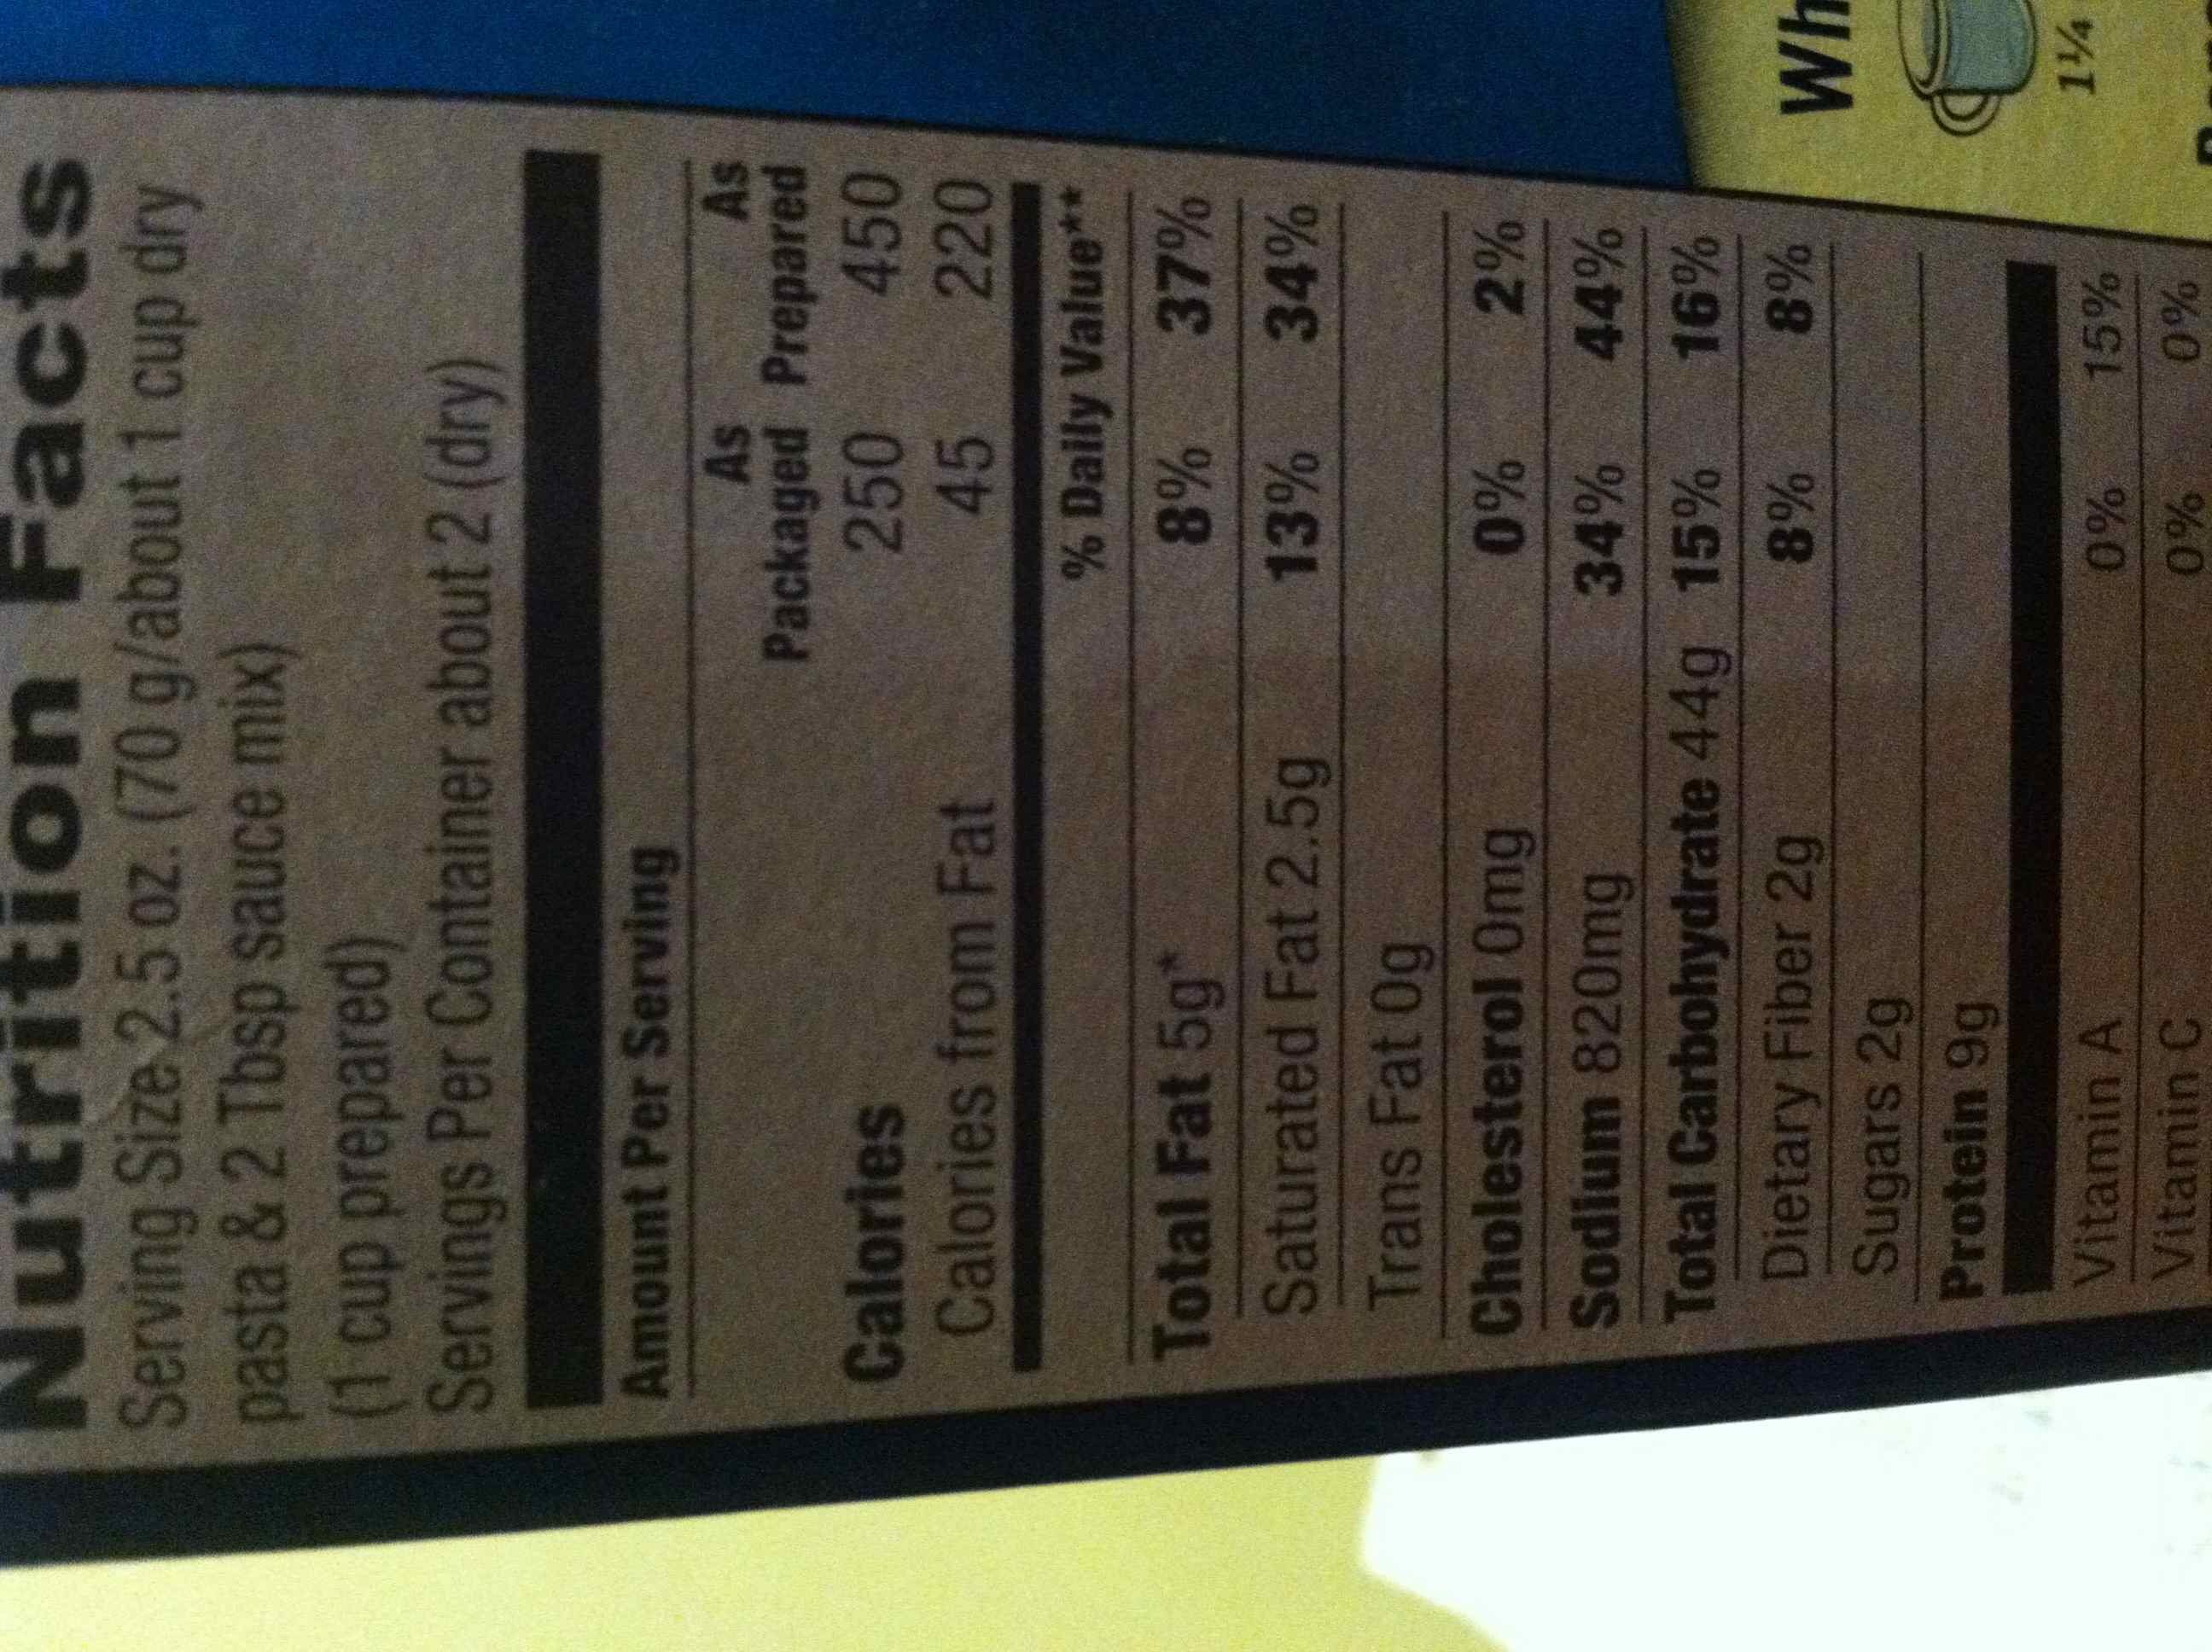 Nutrition Facts
Serving Size 2.5 oz. (70 g/about 1 cup dry
pasta & 2 Tbsp sauce mix)
(1 cup prepared)
Servings Per Container about 2 (dry)
Amount Per Serving
As As
Packaged Prepared
Calories 250 450
Calories from Fat 45 220
% Daily Value**
Total Fat 5g* 8% 37%
Saturated Fat 2.5g 13% 34%
Trans Fat 0g
Cholesterol 0mg 0% 2%
Sodium 820mg 34% 44%
Total Carbohydrate 44g 15% 16%
Dietary Fiber 2g 8% 8%
Sugars 2g
Protein 9g
Vitamin A 0% 15%
Vitamin C 0% 0%
Wh
1¼